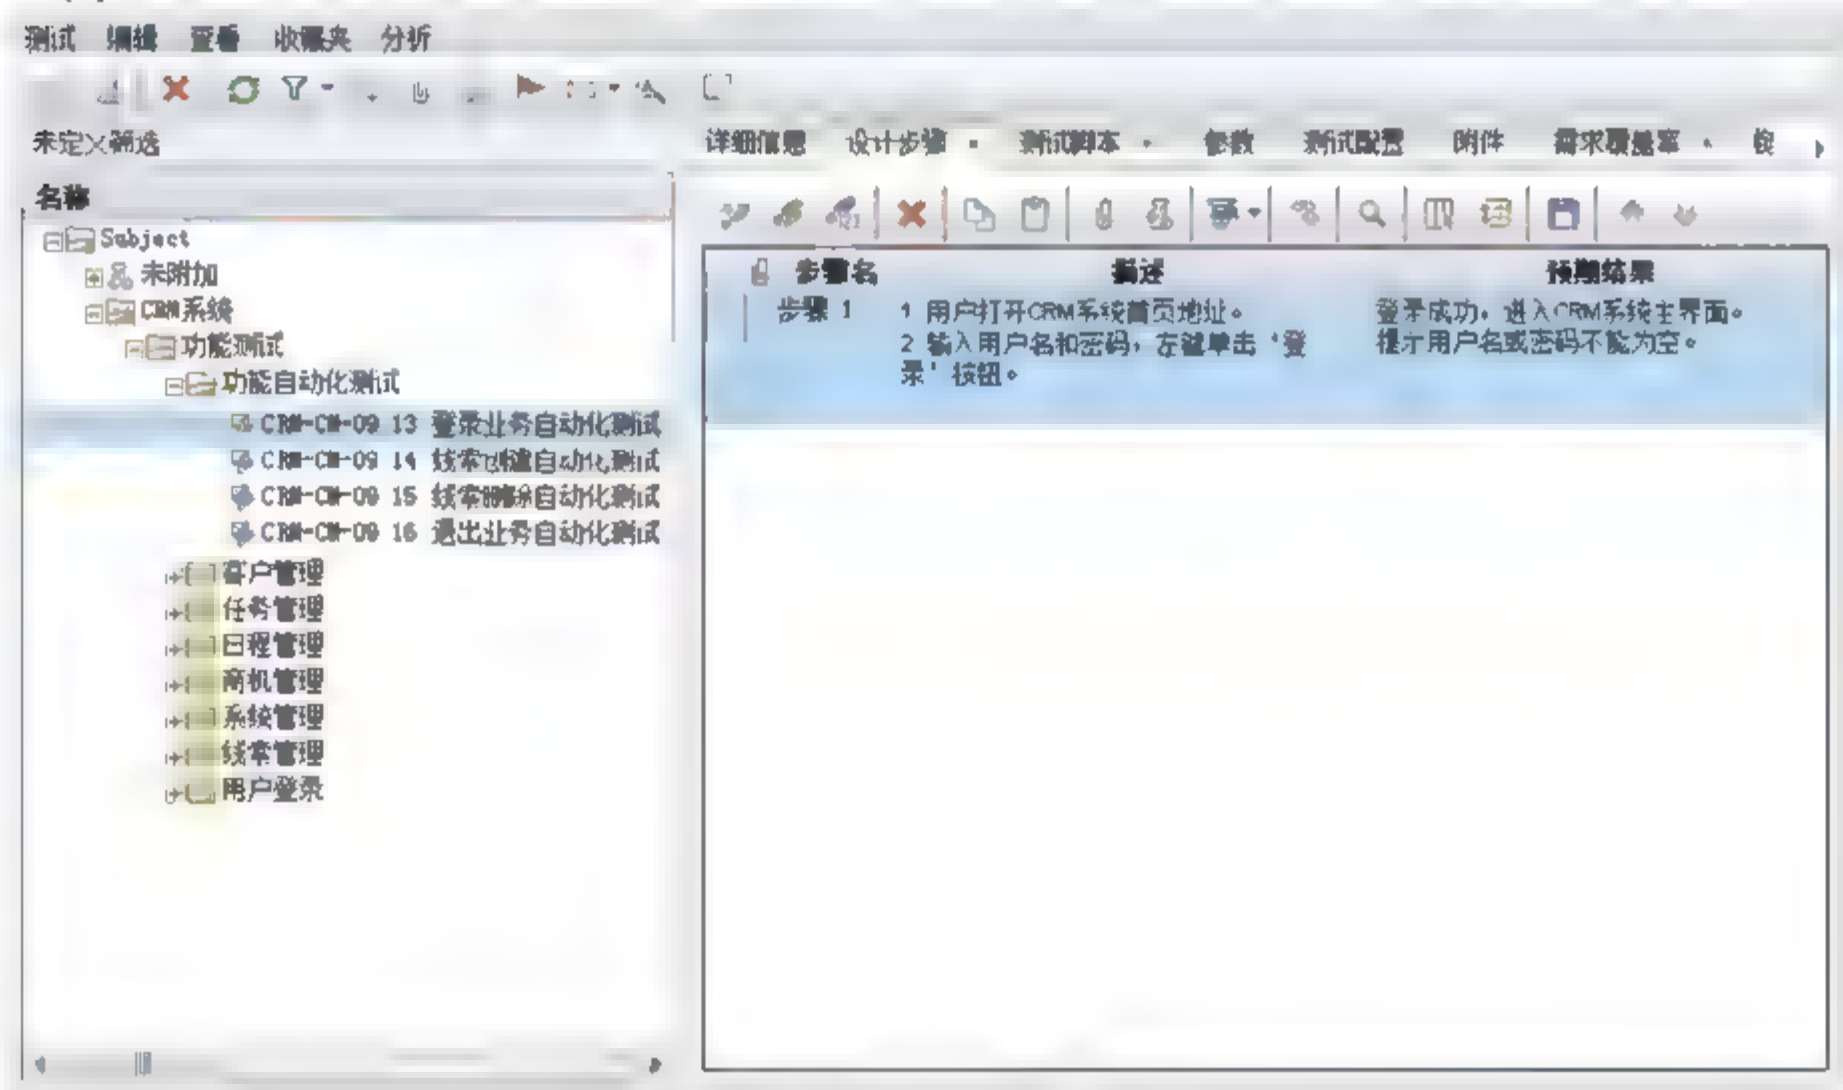 测试 编辑 查看 收藏夹 分析
未定义筛选
详细信息 设计步骤 测试脚本 参数 测试配置 附件 需求覆盖率
名称
Subject
未附加
CRM系统
功能测试
功能自动化测试
CRM-CM-09 13 登录业务自动化测试
CRM-CM-09 14 线索创建自动化测试
CRM-CM-09 15 线索删除自动化测试
CRM-CM-09 16 退出业务自动化测试
客户管理
任务管理
日程管理
商机管理
系统管理
线索管理
用户登录
步骤名 描述 预期结果
步骤 1
1 用户打开CRM系统首页地址。
2 输入用户名和密码，左键单击‘登
录’按钮。
登录成功，进入CRM系统主界面。
提示用户名或密码不能为空。